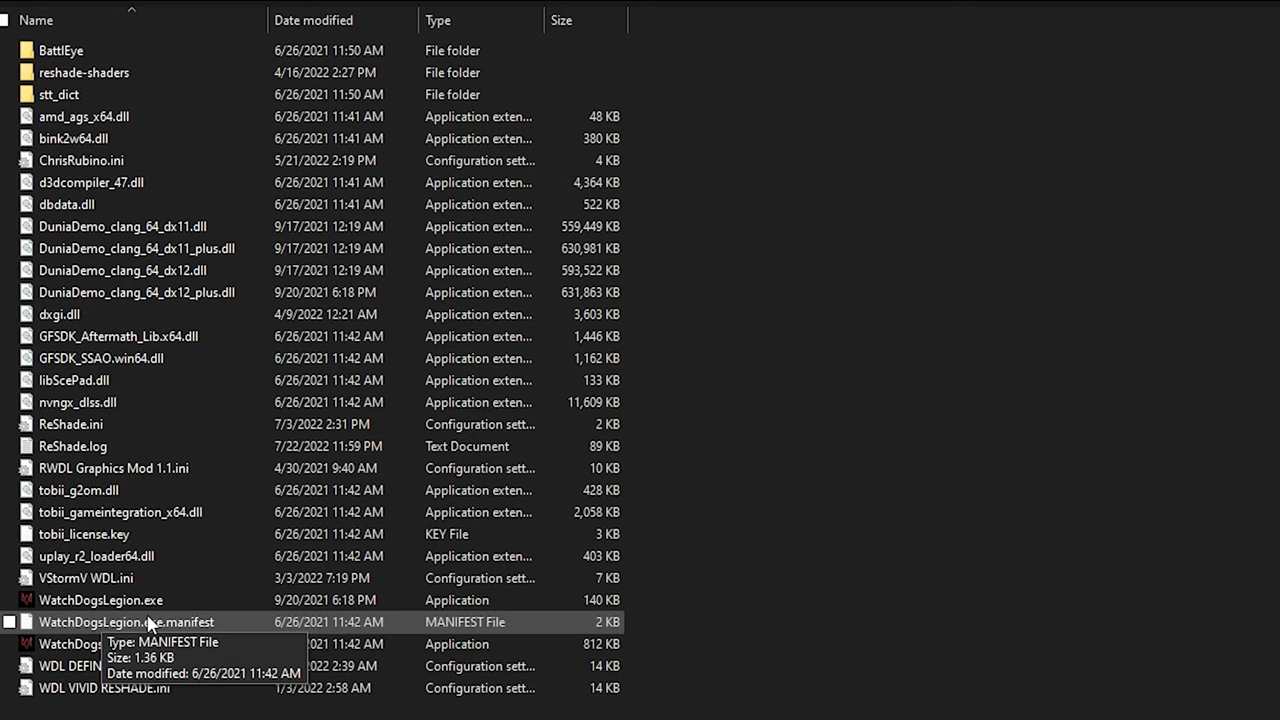 Name Date modified Type Size
BattlEye 6/26/2021 11:50 AM File folder
reshade-shaders 4/16/2022 2:27 PM File folder
stt_dict 6/26/2021 11:50 AM File folder
amd_ags_x64.dll 6/26/2021 11:41 AM Application exten... 48 KB
bink2w64.dll 6/26/2021 11:41 AM Application exten... 380 KB
ChrisRubino.ini 5/21/2022 2:19 PM Configuration sett... 4 KB
d3dcompiler_47.dll 6/26/2021 11:41 AM Application exten... 4,364 KB
dbdata.dll 6/26/2021 11:41 AM Application exten... 522 KB
DuniaDemo_clang_64_dx11.dll 9/17/2021 12:19 AM Application exten... 559,449 KB
DuniaDemo_clang_64_dx11_plus.dll 9/17/2021 12:19 AM Application exten... 630,981 KB
DuniaDemo_clang_64_dx12.dll 9/17/2021 12:19 AM Application exten... 593,522 KB
DuniaDemo_clang_64_dx12_plus.dll 9/20/2021 6:18 PM Application exten... 631,863 KB
dxgi.dll 4/9/2022 12:21 AM Application exten... 3,603 KB
GFSDK_Aftermath_Lib.x64.dll 6/26/2021 11:42 AM Application exten... 1,446 KB
GFSDK_SSAO.win64.dll 6/26/2021 11:42 AM Application exten... 1,162 KB
libScePad.dll 6/26/2021 11:42 AM Application exten... 133 KB
nvngx_dlss.dll 6/26/2021 11:42 AM Application exten... 11,609 KB
ReShade.ini 7/3/2022 2:31 PM Configuration sett... 2 KB
ReShade.log 7/22/2022 11:59 PM Text Document 89 KB
RWDL Graphics Mod 1.1.ini 4/30/2021 9:40 AM Configuration sett... 10 KB
tobii_g2om.dll 6/26/2021 11:42 AM Application exten... 428 KB
tobii_gameintegration_x64.dll 6/26/2021 11:42 AM Application exten... 2,058 KB
tobii_license.key 6/26/2021 11:42 AM KEY File 3 KB
uplay_r2_loader64.dll 6/26/2021 11:42 AM Application exten... 403 KB
VStormV WDL.ini 3/3/2022 7:19 PM Configuration sett... 7 KB
WatchDogsLegion.exe 9/20/2021 6:18 PM Application 140 KB
WatchDogsLegion.exe.manifest 6/26/2021 11:42 AM MANIFEST File 2 KB
Type: MANIFEST File
WatchDogs 2021 11:42 AM Application 812 KB
Size: 1.36 KB
WDL DEFIN 2:39 AM Configuration sett... 14 KB
Date modified: 6/26/2021 11:42 AM
WDL VIVID RESHADE.ini 1/3/2022 2:58 AM Configuration sett... 14 KB